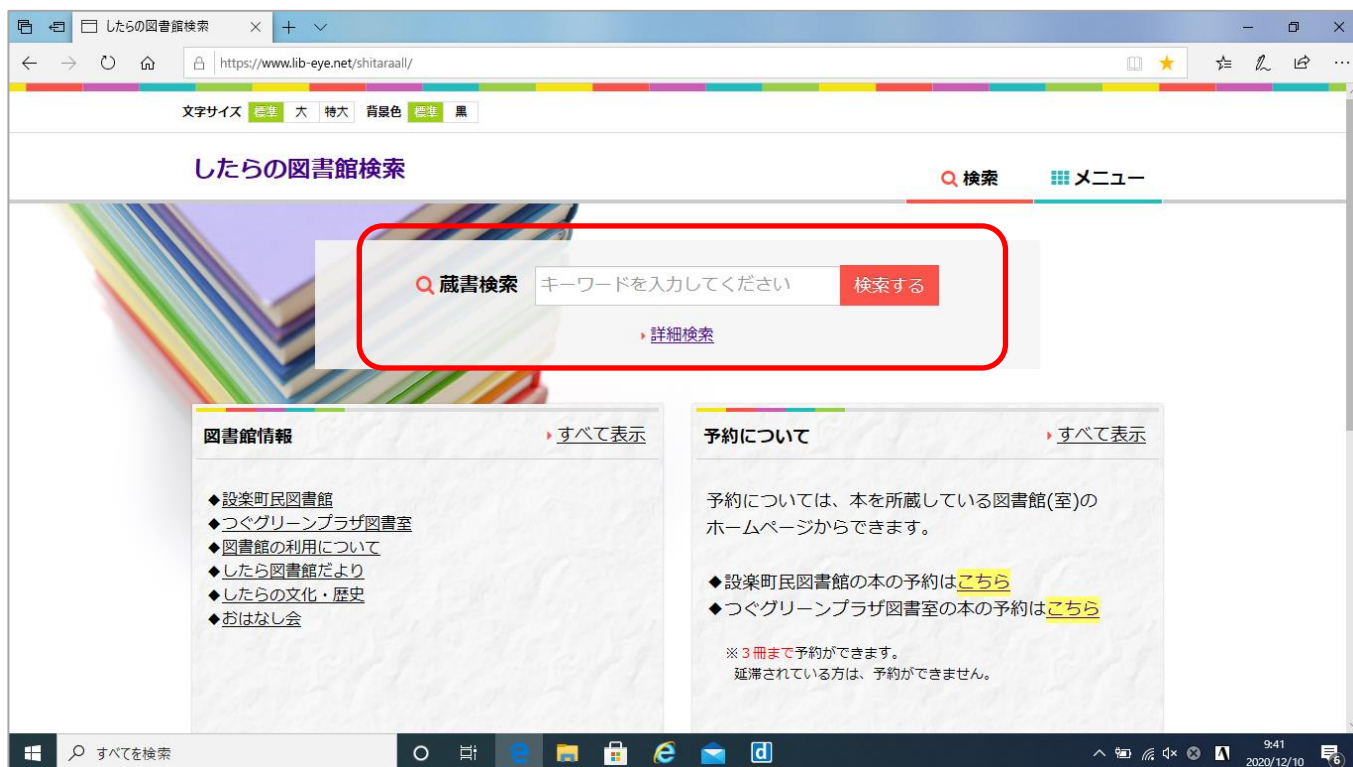 したらの図書館検索
https://www.lib-eye.net/shitaraall/
文字サイズ 標準 大 特大 背景色 標準 黒
したらの図書館検索
検索 メニュー
蔵書検索 キーワードを入力してください 検索する
詳細検索
図書館情報 すべて表示
◆設楽町民図書館
◆つぐグリーンプラザ図書室
◆図書館の利用について
◆したら図書館だより
◆したらの文化・歴史
◆おはなし会
予約について すべて表示
予約については、本を所蔵している図書館(室)の
ホームページからできます。
◆設楽町民図書館の本の予約はこちら
◆つぐグリーンプラザ図書室の本の予約はこちら
※３冊まで予約ができます。
延滞されている方は、予約ができません。
すべてを検索
9:41
2020/12/10
6